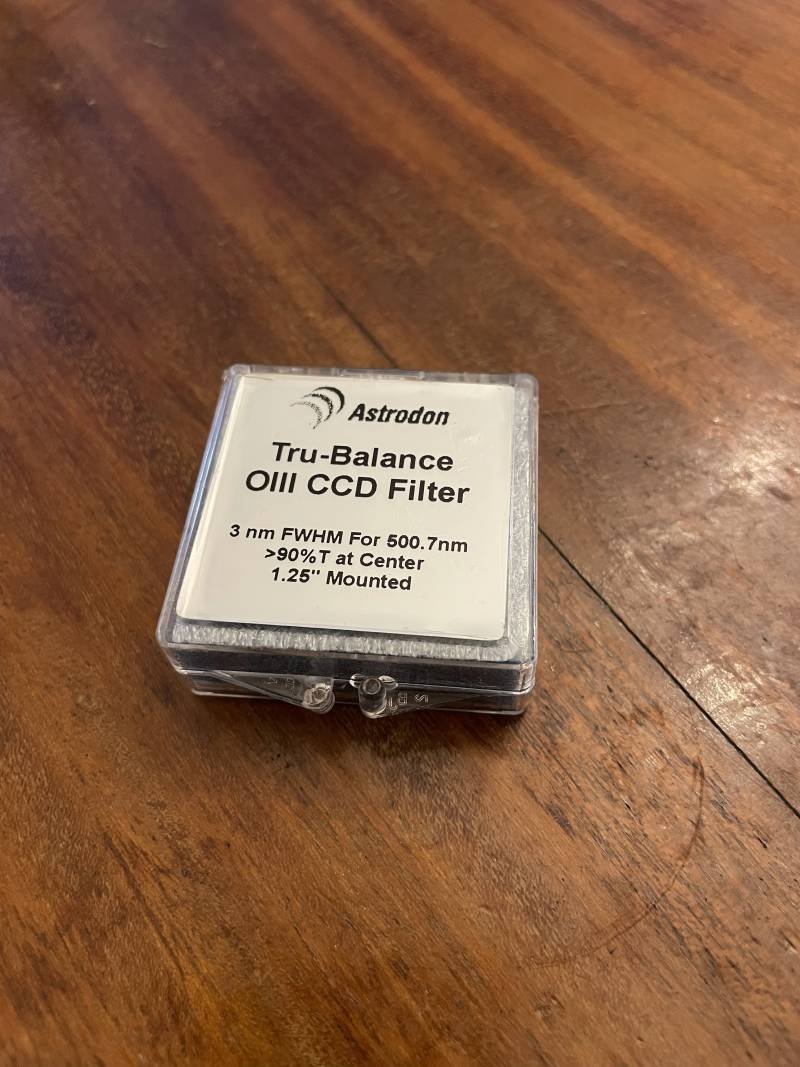 Astrodon
Tru-Balance
OIII CCD Filter
3 nm FWHM For 500.7nm
>90%T at Center
1.25" Mounted